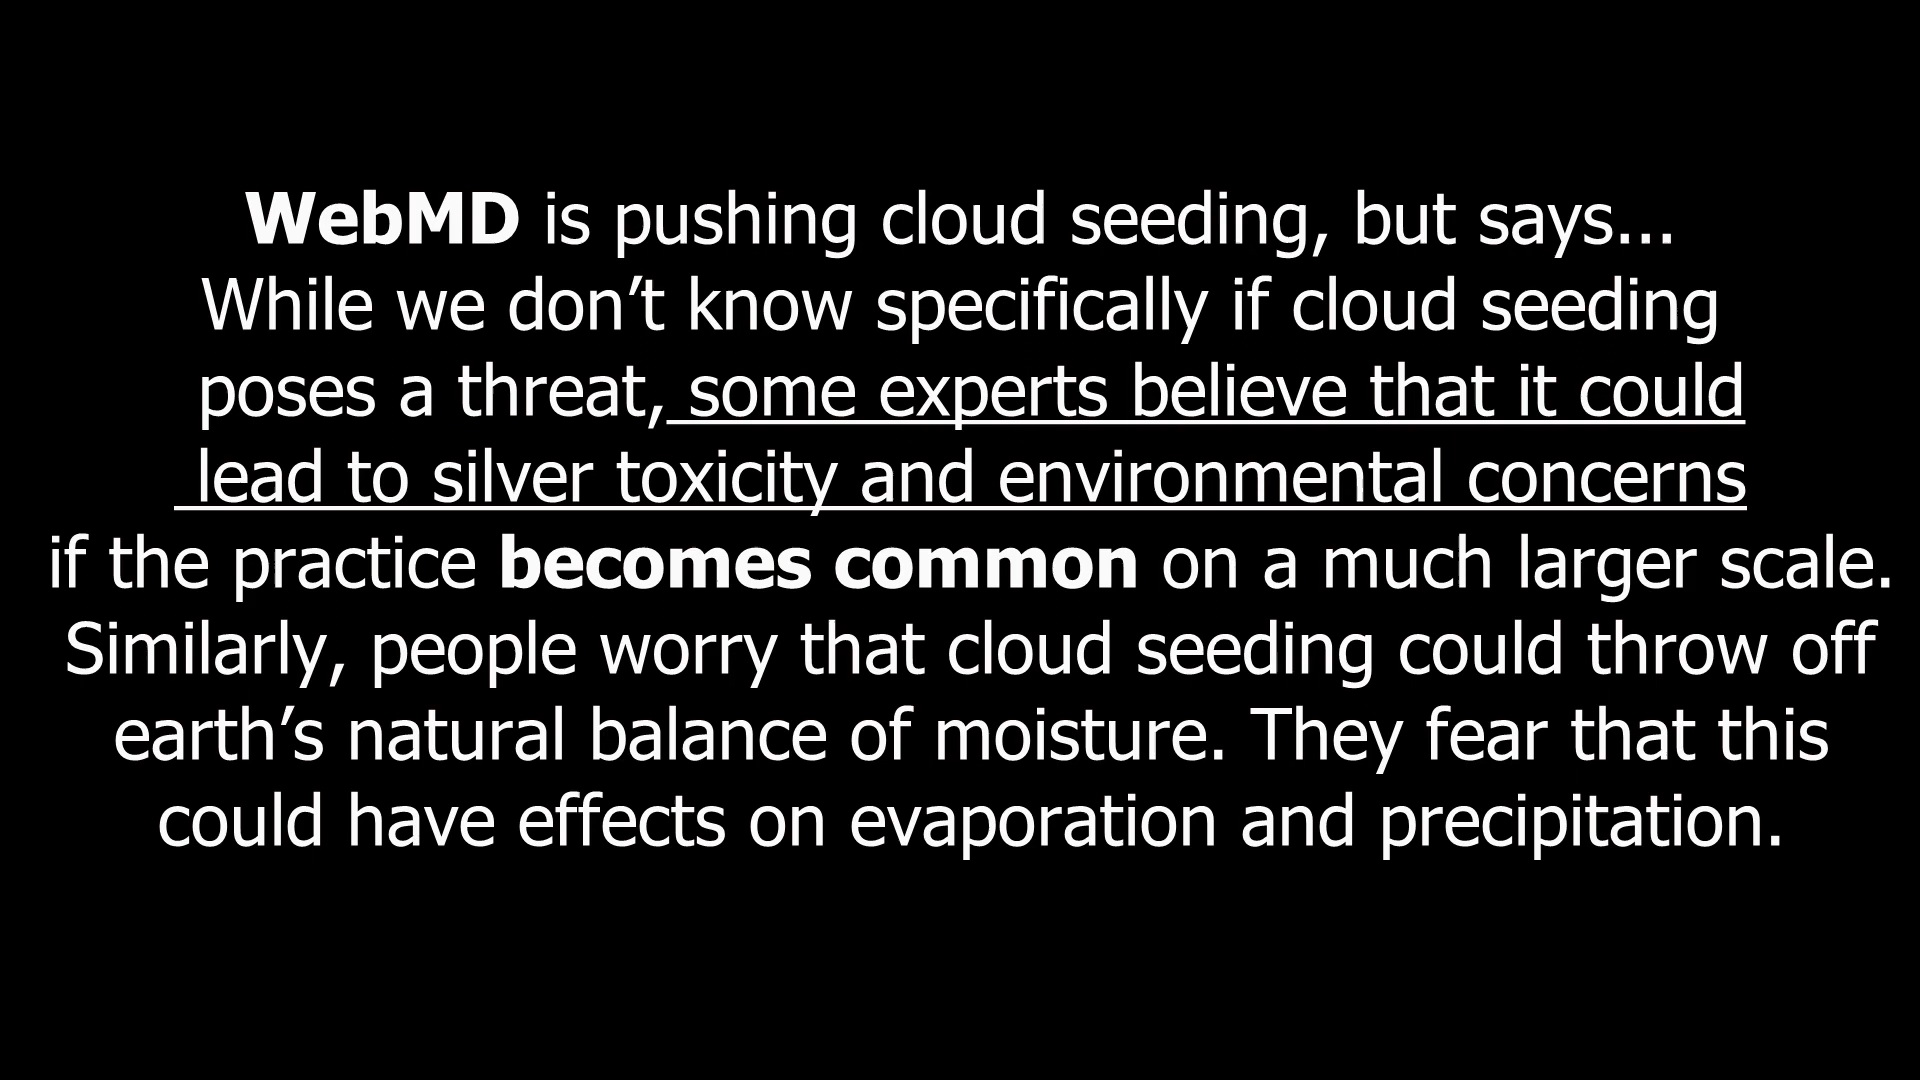 WebMD is pushing cloud seeding, but says...
While we don’t know specifically if cloud seeding
poses a threat, some experts believe that it could
lead to silver toxicity and environmental concerns
if the practice becomes common on a much larger scale.
Similarly, people worry that cloud seeding could throw off
earth’s natural balance of moisture. They fear that this
could have effects on evaporation and precipitation.